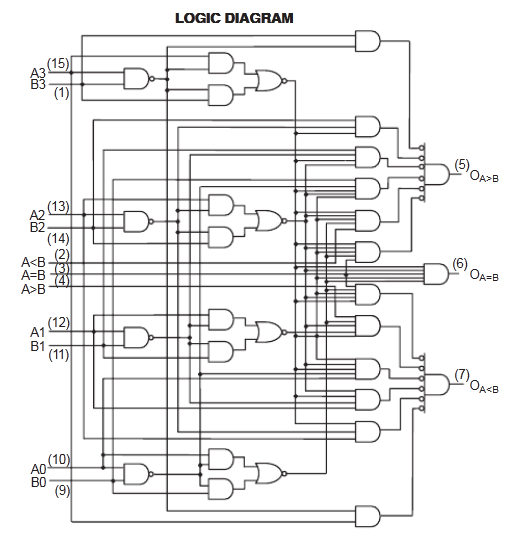 LOGIC DIAGRAM
A3 (15)
B3
(1)
(5) OA>B
A2 (13)
B2
(14)
A<B (2)
A=B (3)
A>B (4)
(6) OA=B
A1 (12)
B1
(11)
(7) OA<B
A0 (10)
B0
(9)